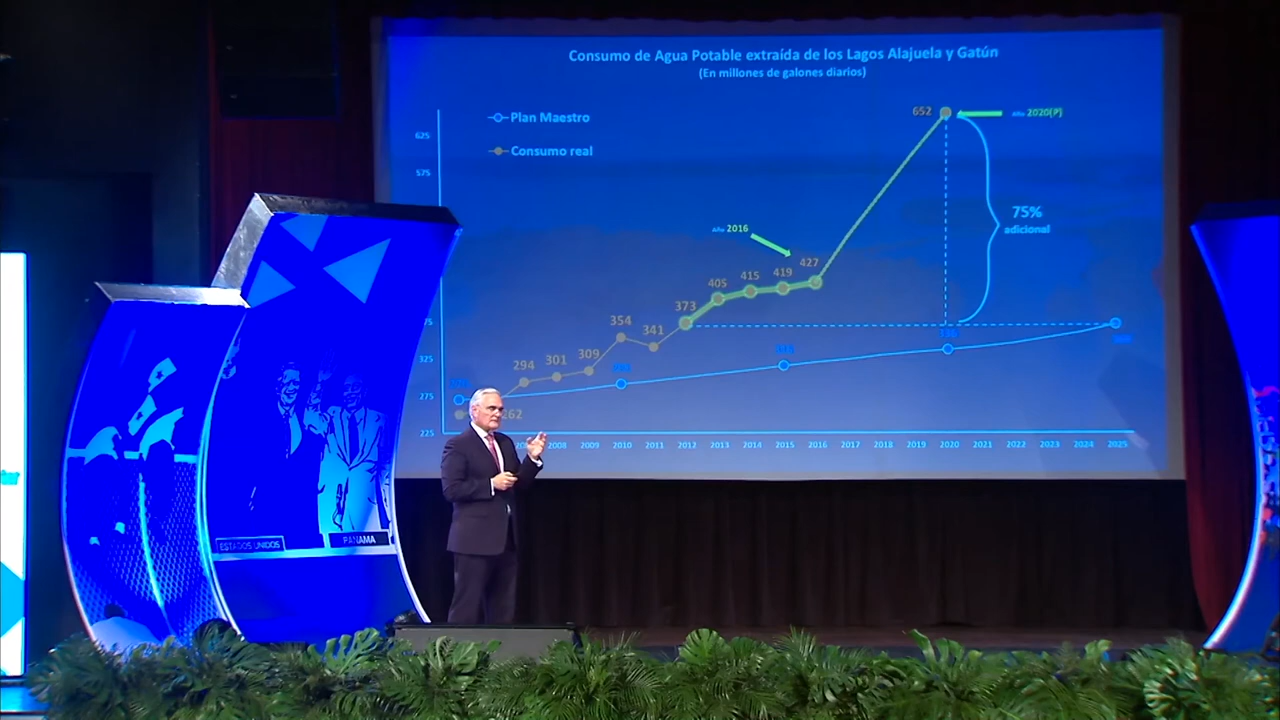 Consumo de Agua Potable extraída de los Lagos Alajuela y Gatún
(En millones de galones diarios)
Plan Maestro
Consumo real
625
575
325
275
225
652
Año 2020(P)
75%
adicional
Año 2016
427
419
415
405
373
354
341
309
301
294
262
2008 2009 2010 2011 2012 2013 2014 2015 2016 2017 2018 2019 2020 2021 2022 2023 2024 2025
ESTADOS UNIDOS
PANAMA